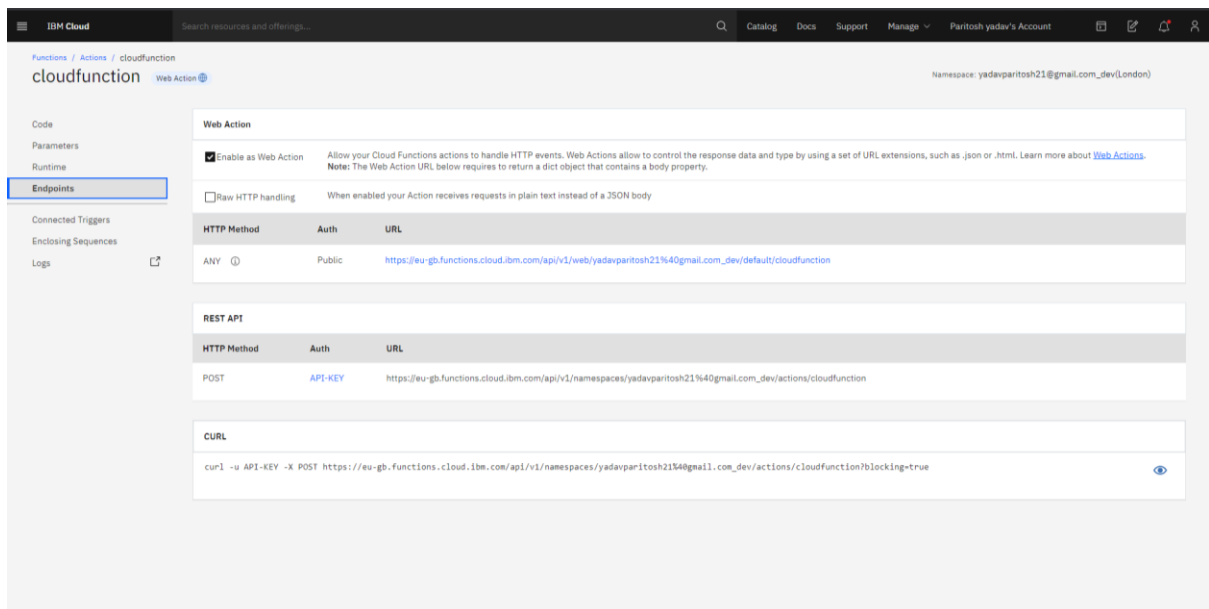 IBM Cloud
Search resources and offerings...
Catalog
Docs
Support
Manage
Paritosh yadav's Account
Functions / Actions / cloudfunction
cloudfunction
Web Action
Namespace: yadavparitosh21@gmail.com_dev(London)
Code
Parameters
Runtime
Endpoints
Connected Triggers
Enclosing Sequences
Logs
Web Action
Enable as Web Action
Allow your Cloud Functions actions to handle HTTP events. Web Actions allow to control the response data and type by using a set of URL extensions, such as .json or .html. Learn more about Web Actions.
Note: The Web Action URL below requires to return a dict object that contains a body property.
Raw HTTP handling
When enabled your Action receives requests in plain text instead of a JSON body
HTTP Method Auth URL
ANY Public https://eu-gb.functions.cloud.ibm.com/api/v1/web/yadavparitosh21%40gmail.com_dev/default/cloudfunction
REST API
HTTP Method Auth URL
POST API-KEY https://eu-gb.functions.cloud.ibm.com/api/v1/namespaces/yadavparitosh21%40gmail.com_dev/actions/cloudfunction
CURL
curl -u API-KEY -X POST https://eu-gb.functions.cloud.ibm.com/api/v1/namespaces/yadavparitosh21%40gmail.com_dev/actions/cloudfunction?blocking=true